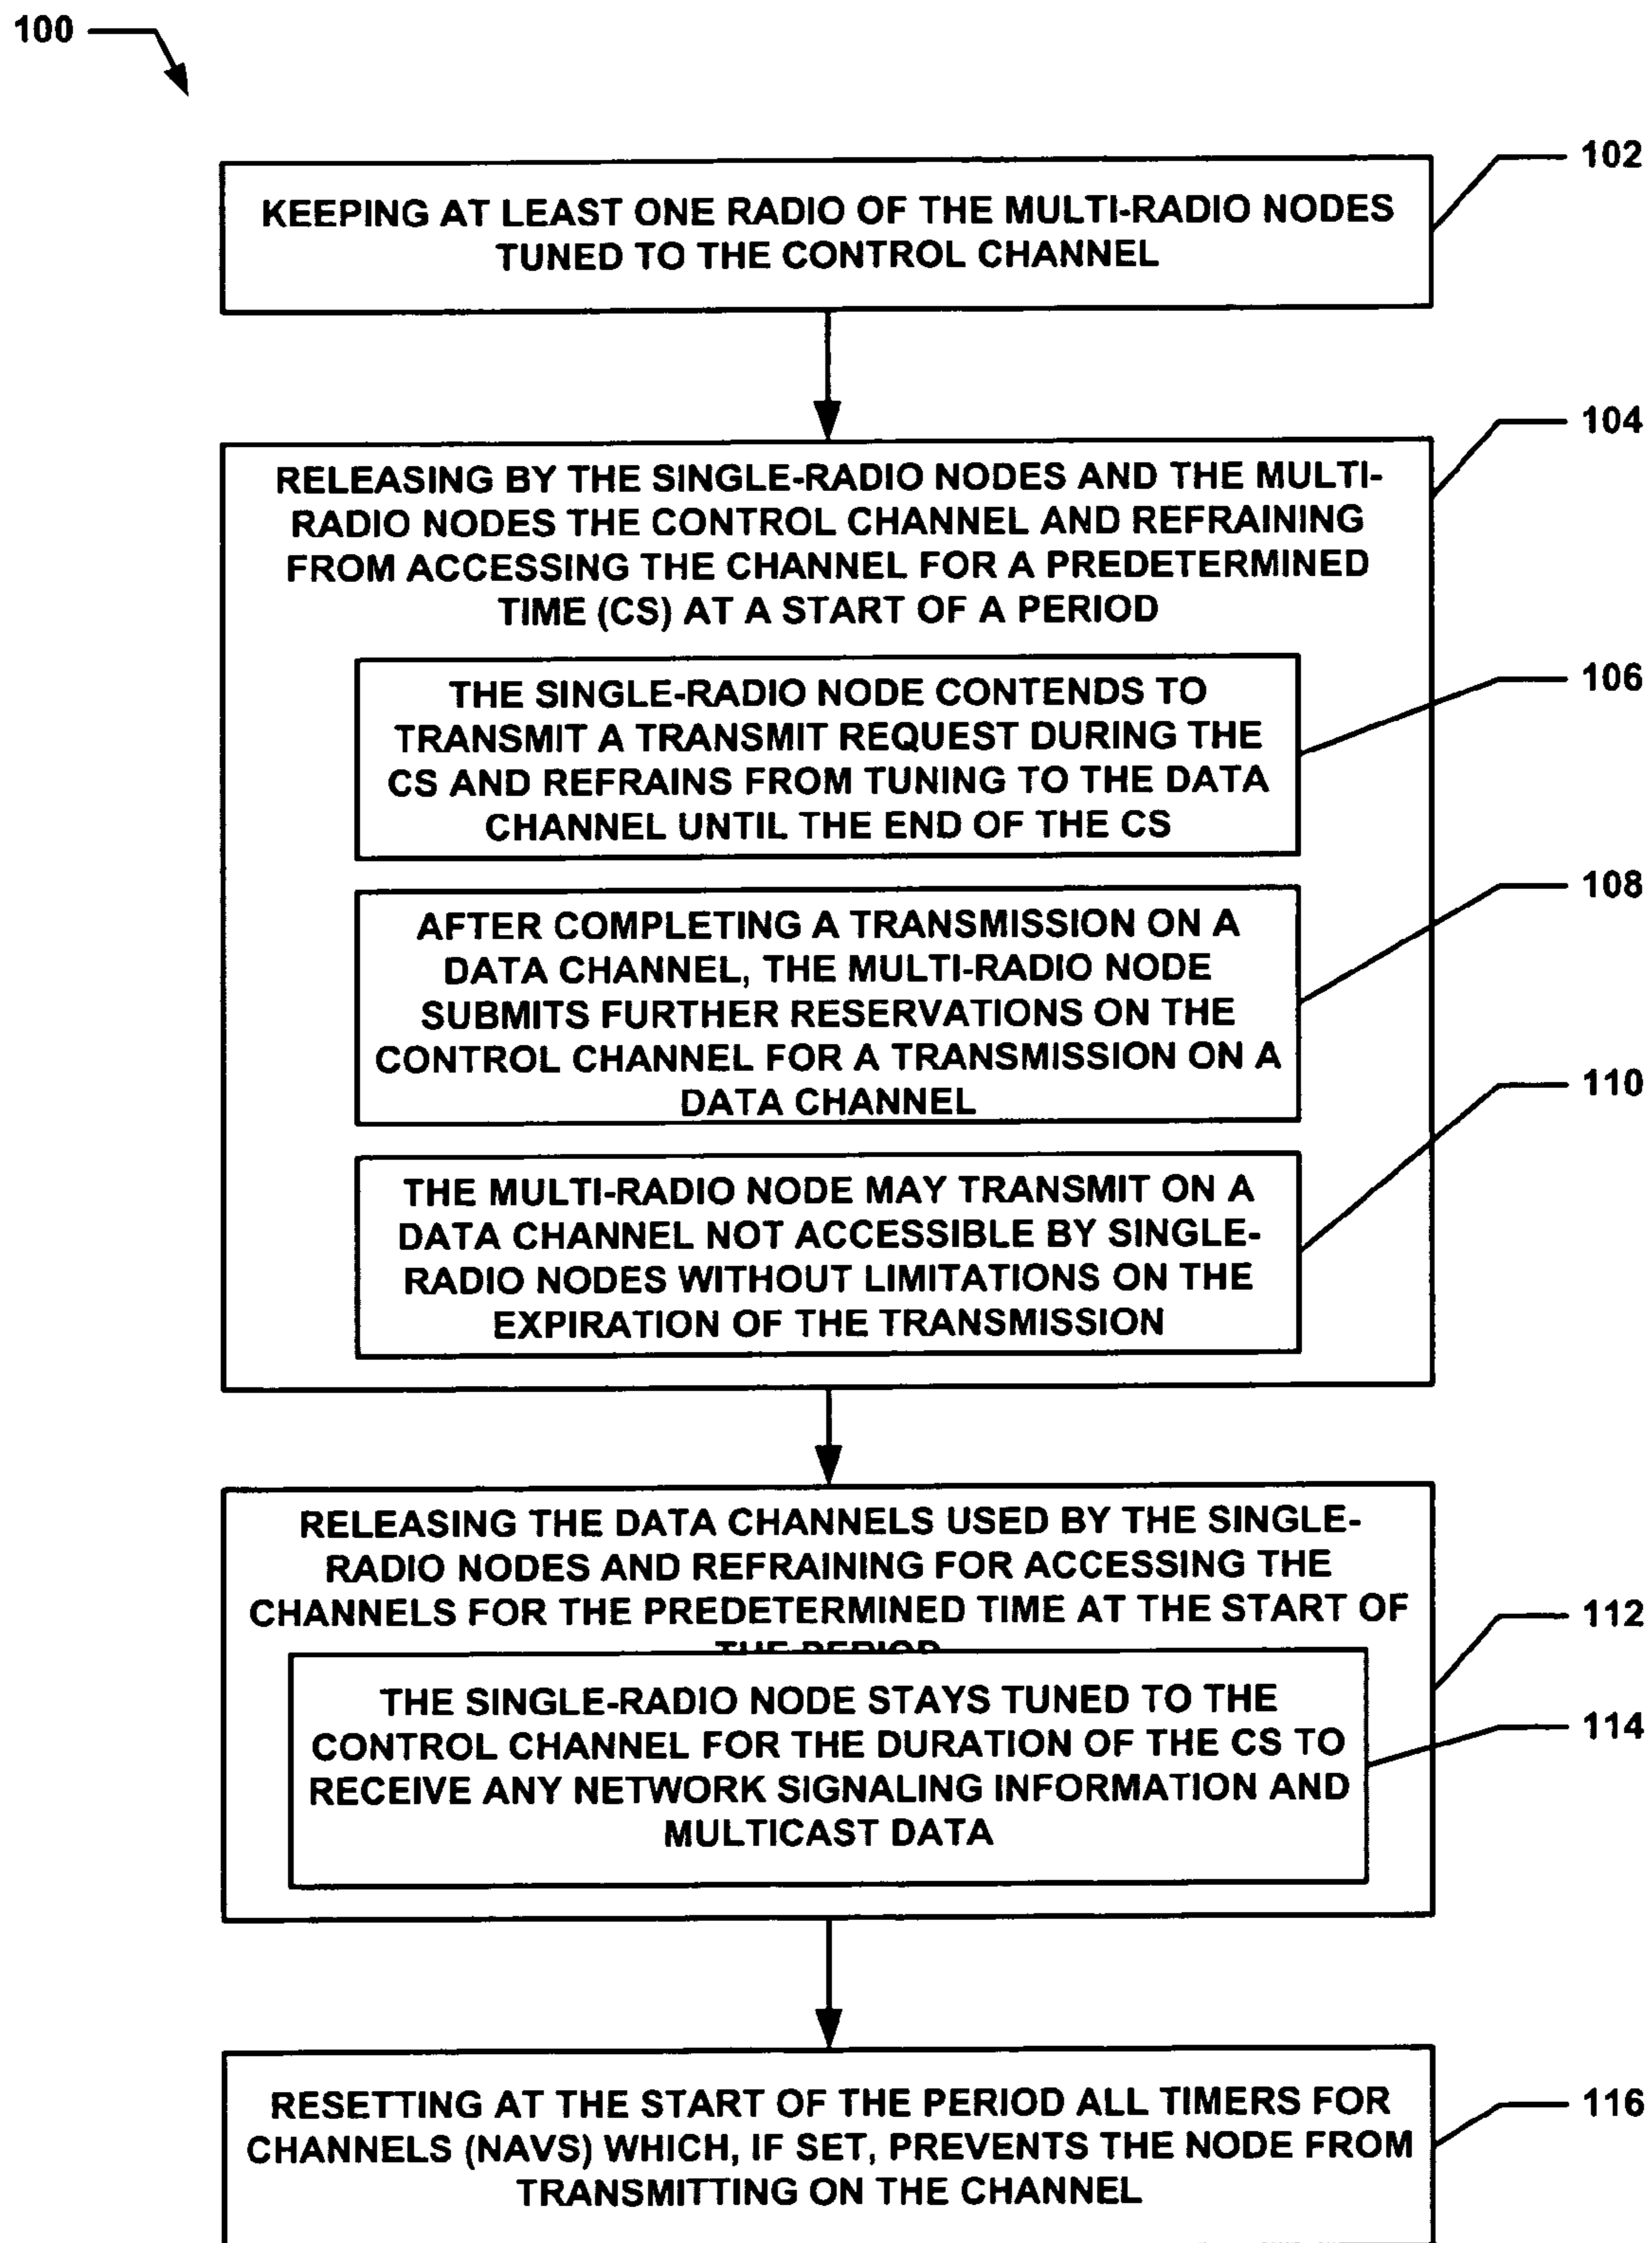 100
102
KEEPING AT LEAST ONE RADIO OF THE MULTI-RADIO NODES
TUNED TO THE CONTROL CHANNEL
104
RELEASING BY THE SINGLE-RADIO NODES AND THE MULTI-
RADIO NODES THE CONTROL CHANNEL AND REFRAINING
FROM ACCESSING THE CHANNEL FOR A PREDETERMINED
TIME (CS) AT A START OF A PERIOD
106
THE SINGLE-RADIO NODE CONTENDS TO
TRANSMIT A TRANSMIT REQUEST DURING THE
CS AND REFRAINS FROM TUNING TO THE DATA
CHANNEL UNTIL THE END OF THE CS
108
AFTER COMPLETING A TRANSMISSION ON A
DATA CHANNEL, THE MULTI-RADIO NODE
SUBMITS FURTHER RESERVATIONS ON THE
CONTROL CHANNEL FOR A TRANSMISSION ON A
DATA CHANNEL
110
THE MULTI-RADIO NODE MAY TRANSMIT ON A
DATA CHANNEL NOT ACCESSIBLE BY SINGLE-
RADIO NODES WITHOUT LIMITATIONS ON THE
EXPIRATION OF THE TRANSMISSION
RELEASING THE DATA CHANNELS USED BY THE SINGLE-
RADIO NODES AND REFRAINING FOR ACCESSING THE
CHANNELS FOR THE PREDETERMINED TIME AT THE START OF
THE PERIOD
112
THE SINGLE-RADIO NODE STAYS TUNED TO THE
CONTROL CHANNEL FOR THE DURATION OF THE CS TO
RECEIVE ANY NETWORK SIGNALING INFORMATION AND
MULTICAST DATA
114
RESETTING AT THE START OF THE PERIOD ALL TIMERS FOR
CHANNELS (NAVS) WHICH, IF SET, PREVENTS THE NODE FROM
TRANSMITTING ON THE CHANNEL
116